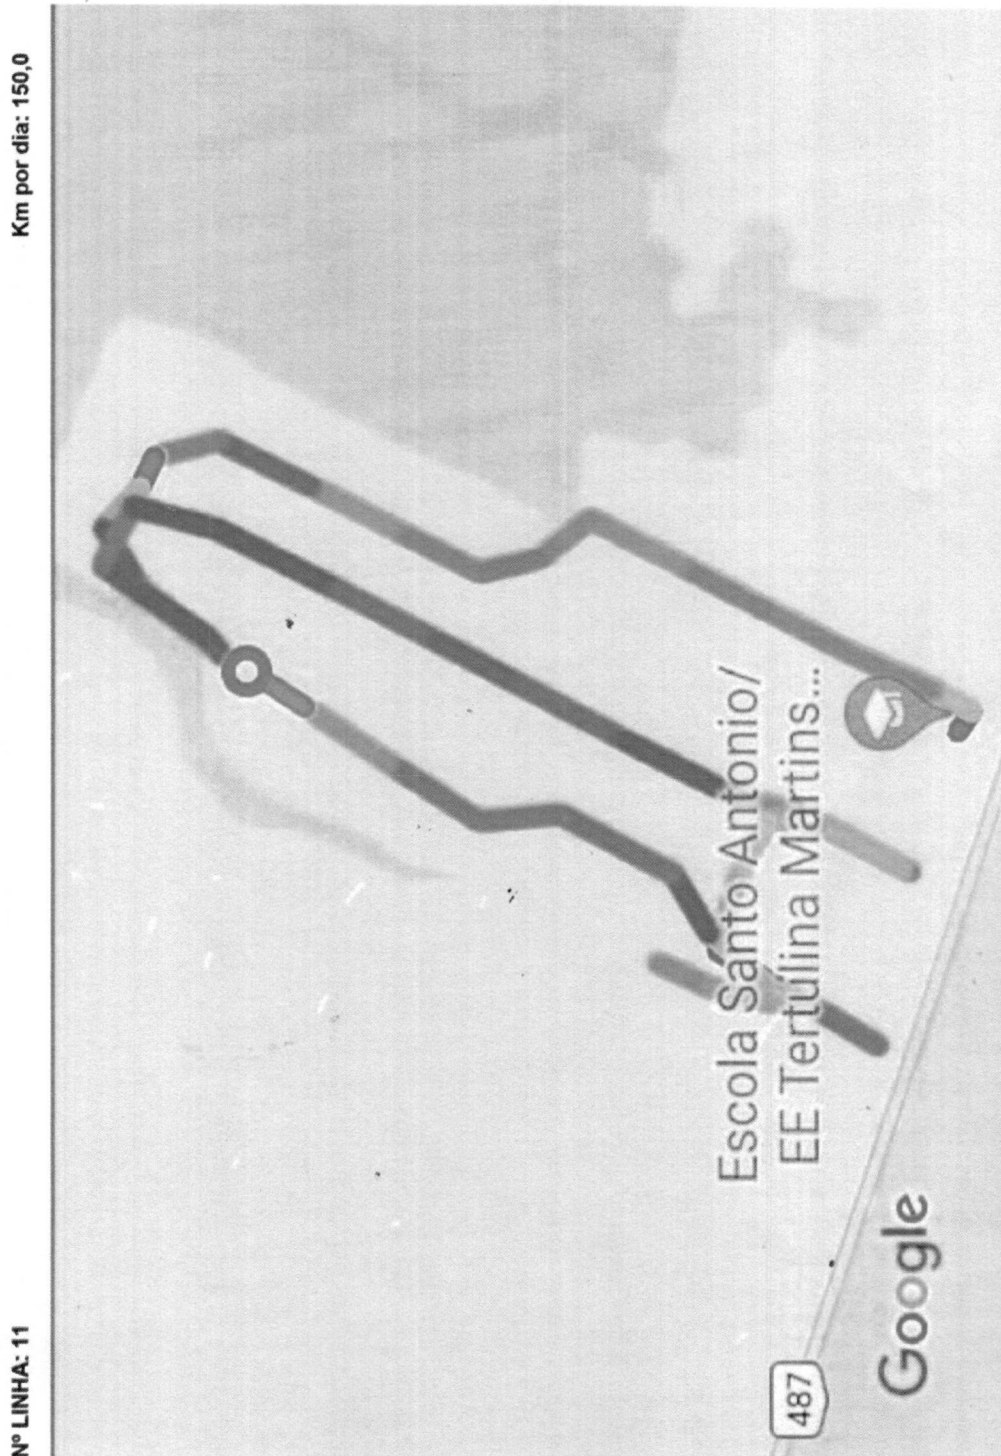 Nº LINHA: 11
Km por dia: 150,0
Escola Santo Antonio/
EE Tertulina Martins...
487
Google